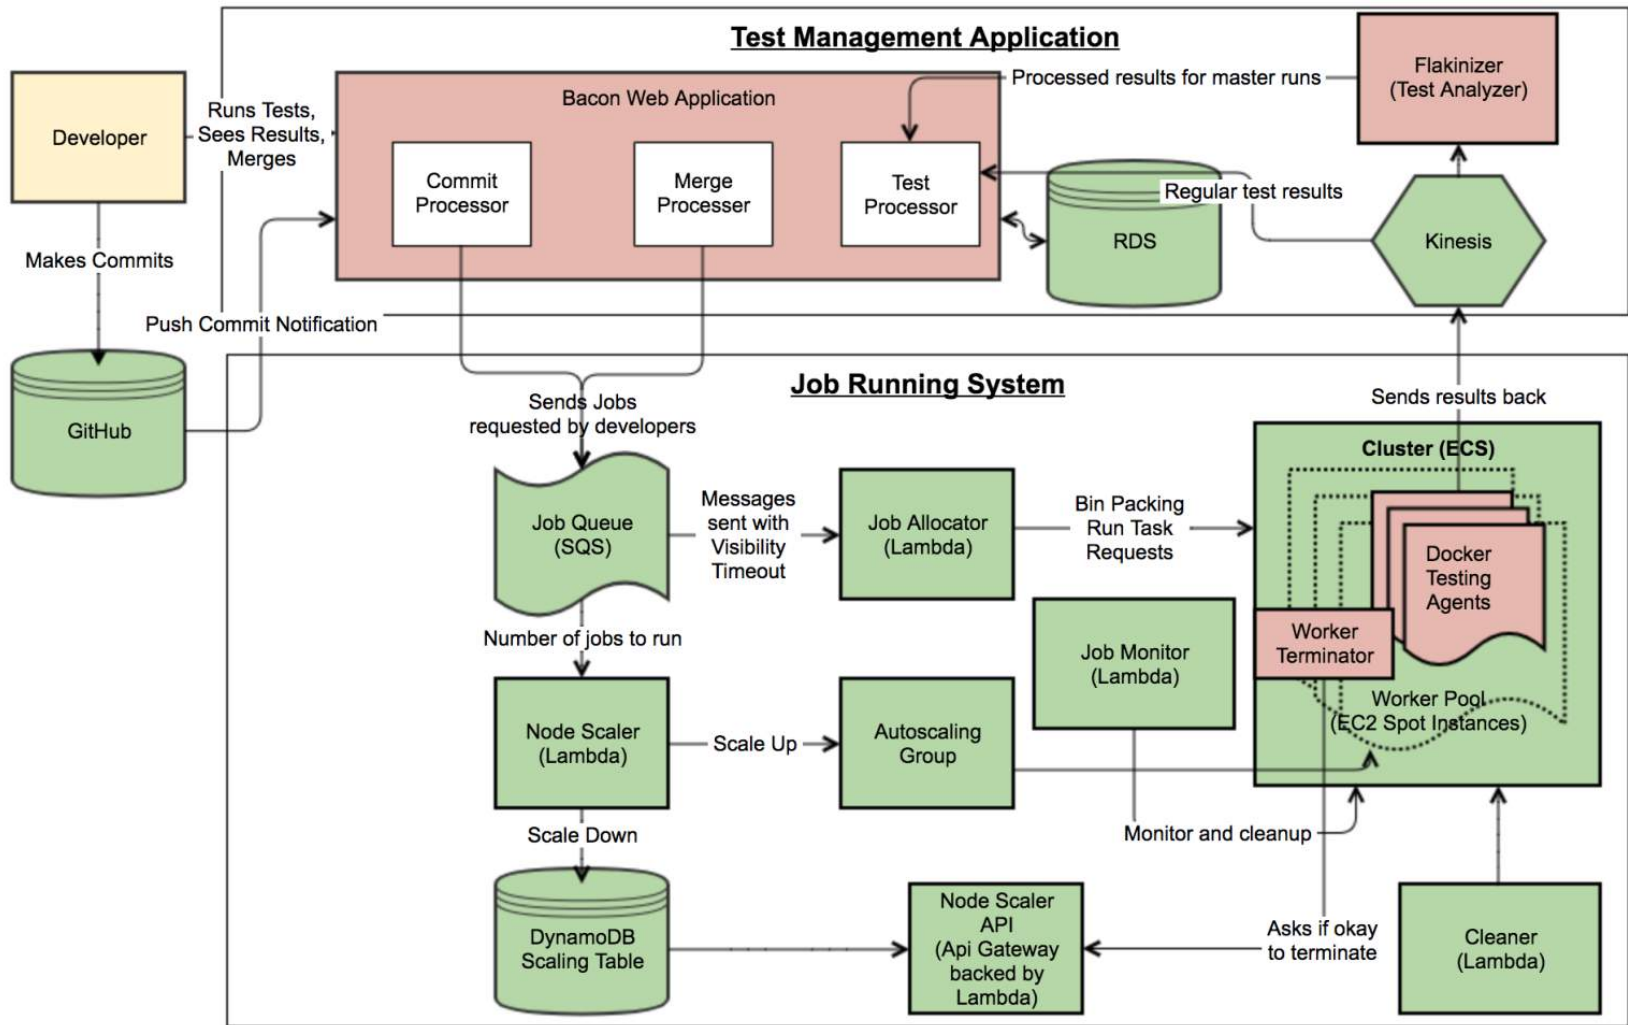 Test Management Application
Flakinizer
(Test Analyzer)
Processed results for master runs
Developer
Runs Tests,
Sees Results,
Merges
Bacon Web Application
Commit
Processor
Merge
Processer
Test
Processor
Regular test results
RDS
Kinesis
Makes Commits
Push Commit Notification
GitHub
Job Running System
Sends Jobs
requested by developers
Sends results back
Cluster (ECS)
Job Queue
(SQS)
Messages
sent with
Visibility
Timeout
Job Allocator
(Lambda)
Bin Packing
Run Task
Requests
Docker
Testing
Agents
Worker
Terminator
Worker Pool
(EC2 Spot Instances)
Number of jobs to run
Job Monitor
(Lambda)
Node Scaler
(Lambda)
Scale Up
Autoscaling
Group
Monitor and cleanup
Scale Down
DynamoDB
Scaling Table
Node Scaler
API
(Api Gateway
backed by
Lambda)
Asks if okay
to terminate
Cleaner
(Lambda)